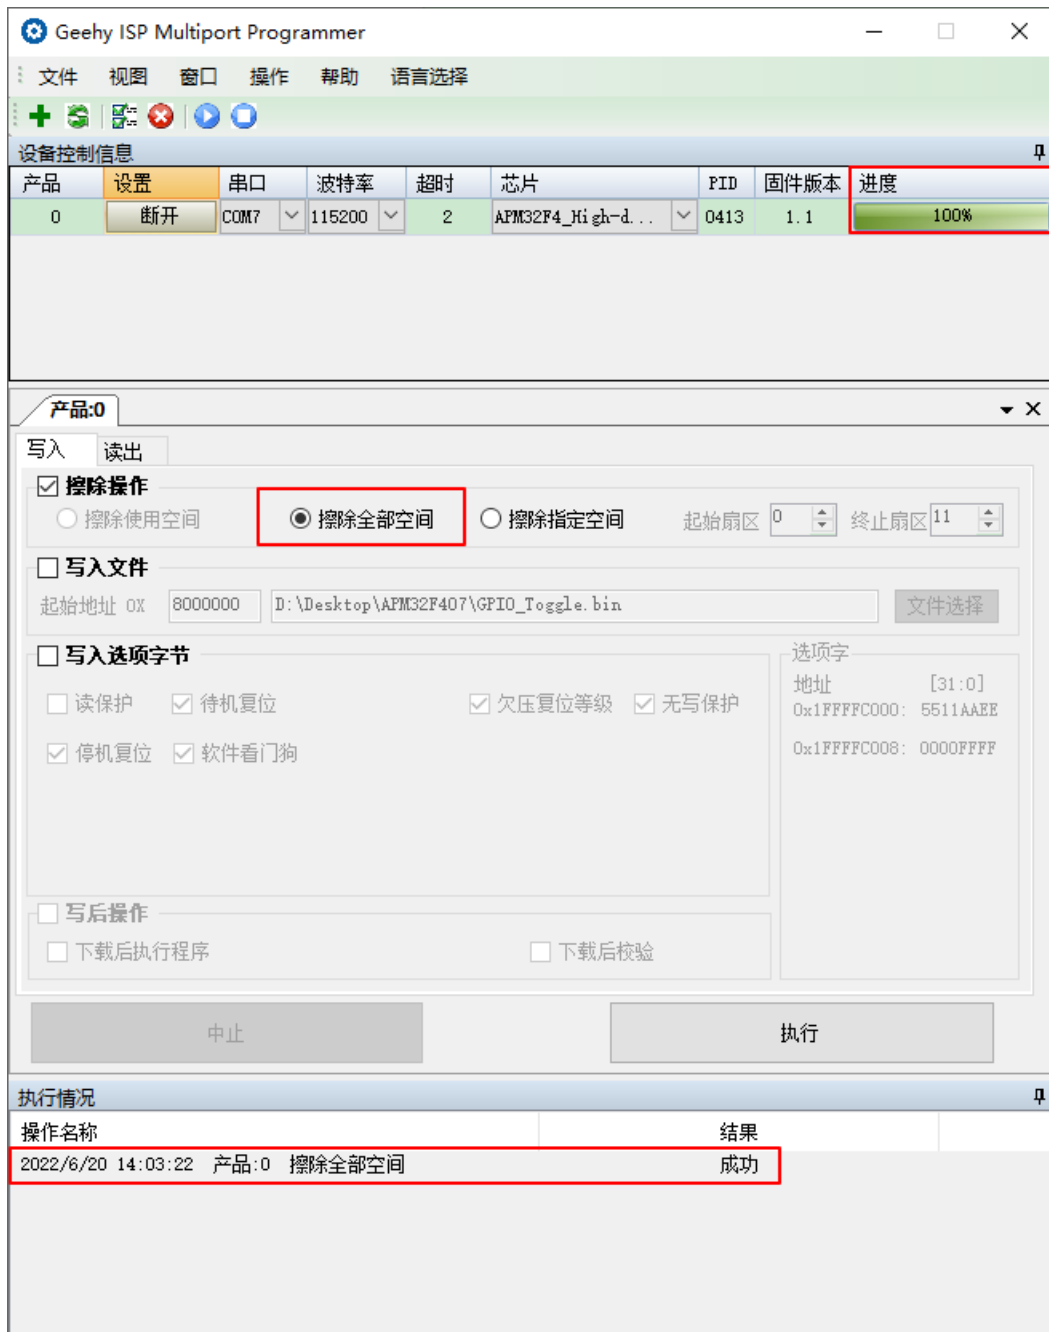 Geehy ISP Multiport Programmer
文件 视图 窗口 操作 帮助 语言选择
设备控制信息
产品 设置 串口 波特率 超时 芯片 PID 固件版本 进度
0 断开 COM7 115200 2 APM32F4_High-d... 0413 1.1 100%
产品:0
写入 读出
擦除操作
擦除使用空间 擦除全部空间 擦除指定空间 起始扇区 0 终止扇区 11
写入文件
起始地址 0X 8000000 D:\Desktop\APM32F407\GPIO_Toggle.bin 文件选择
写入选项字节 选项字
地址 [31:0]
读保护 待机复位 欠压复位等级 无写保护
0x1FFFFC000: 5511AAEE
停机复位 软件看门狗 0x1FFFFC008: 0000FFFF
写后操作
下载后执行程序 下载后校验
中止 执行
执行情况
操作名称 结果
2022/6/20 14:03:22 产品:0 擦除全部空间 成功